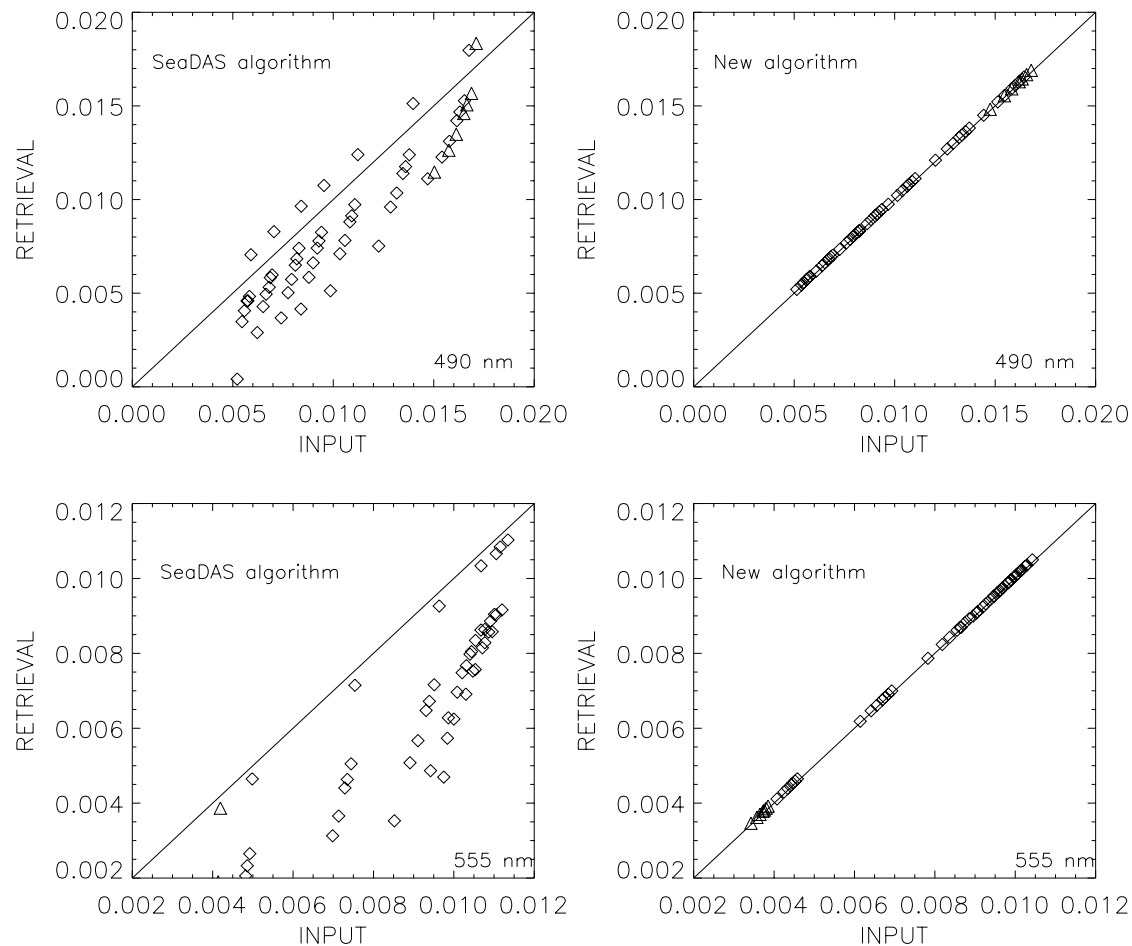 0.020
0.015
0.010
0.005
0.000
RETRIEVAL
SeaDAS algorithm
490 nm
0.000 0.005 0.010 0.015 0.020
INPUT
0.020
0.015
0.010
0.005
0.000
RETRIEVAL
New algorithm
490 nm
0.000 0.005 0.010 0.015 0.020
INPUT
0.012
0.010
0.008
0.006
0.004
0.002
RETRIEVAL
SeaDAS algorithm
555 nm
0.002 0.004 0.006 0.008 0.010 0.012
INPUT
0.012
0.010
0.008
0.006
0.004
0.002
RETRIEVAL
New algorithm
555 nm
0.002 0.004 0.006 0.008 0.010 0.012
INPUT